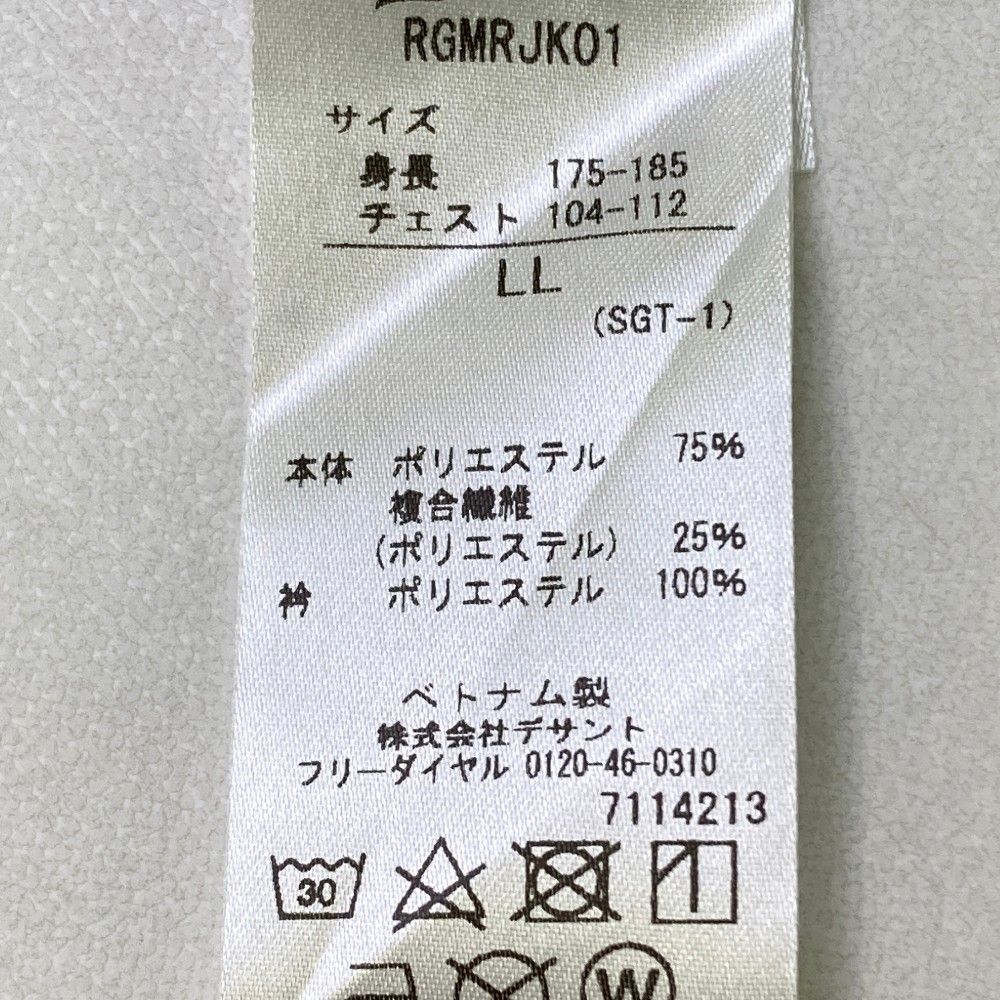 RGMRJK01
サイズ
身長 175-185
チェスト 104-112
LL
(SGT-1)
本体 ポリエステル 75%
複合繊維
(ポリエステル) 25%
衿 ポリエステル 100%
ベトナム製
株式会社デサント
フリーダイヤル 0120-46-0310
7114213
30
W